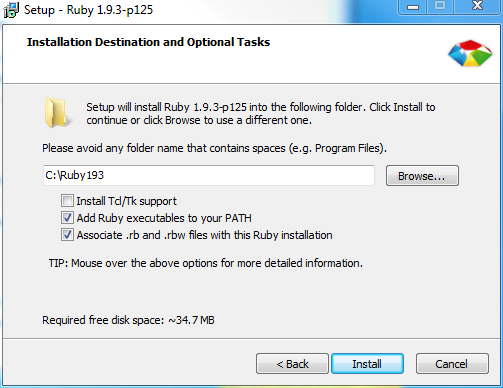 Setup - Ruby 1.9.3-p125
Installation Destination and Optional Tasks
Setup will install Ruby 1.9.3-p125 into the following folder. Click Install to
continue or click Browse to use a different one.
Please avoid any folder name that contains spaces (e.g. Program Files).
C:\Ruby193
Browse...
Install Tcl/Tk support
Add Ruby executables to your PATH
Associate .rb and .rbw files with this Ruby installation
TIP: Mouse over the above options for more detailed information.
Required free disk space: ~34.7 MB
< Back
Install
Cancel